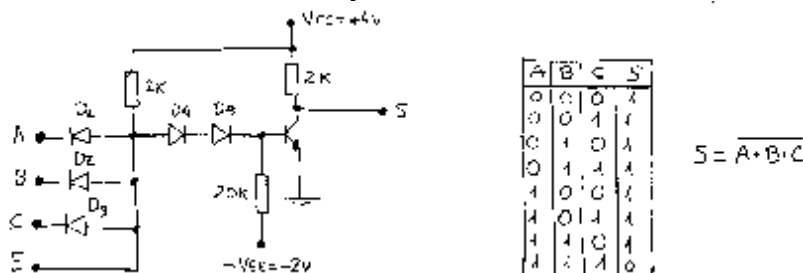 Vcc=+4V
2K
2K
D1
D4
D5
S
A
D2
B
D3
20K
C
E
-VEE=-2V
A B C S
0 0 0 1
0 0 1 1
0 1 0 1
0 1 1 1
1 0 0 1
1 0 1 1
1 1 0 1
1 1 1 0
S = A·B·C